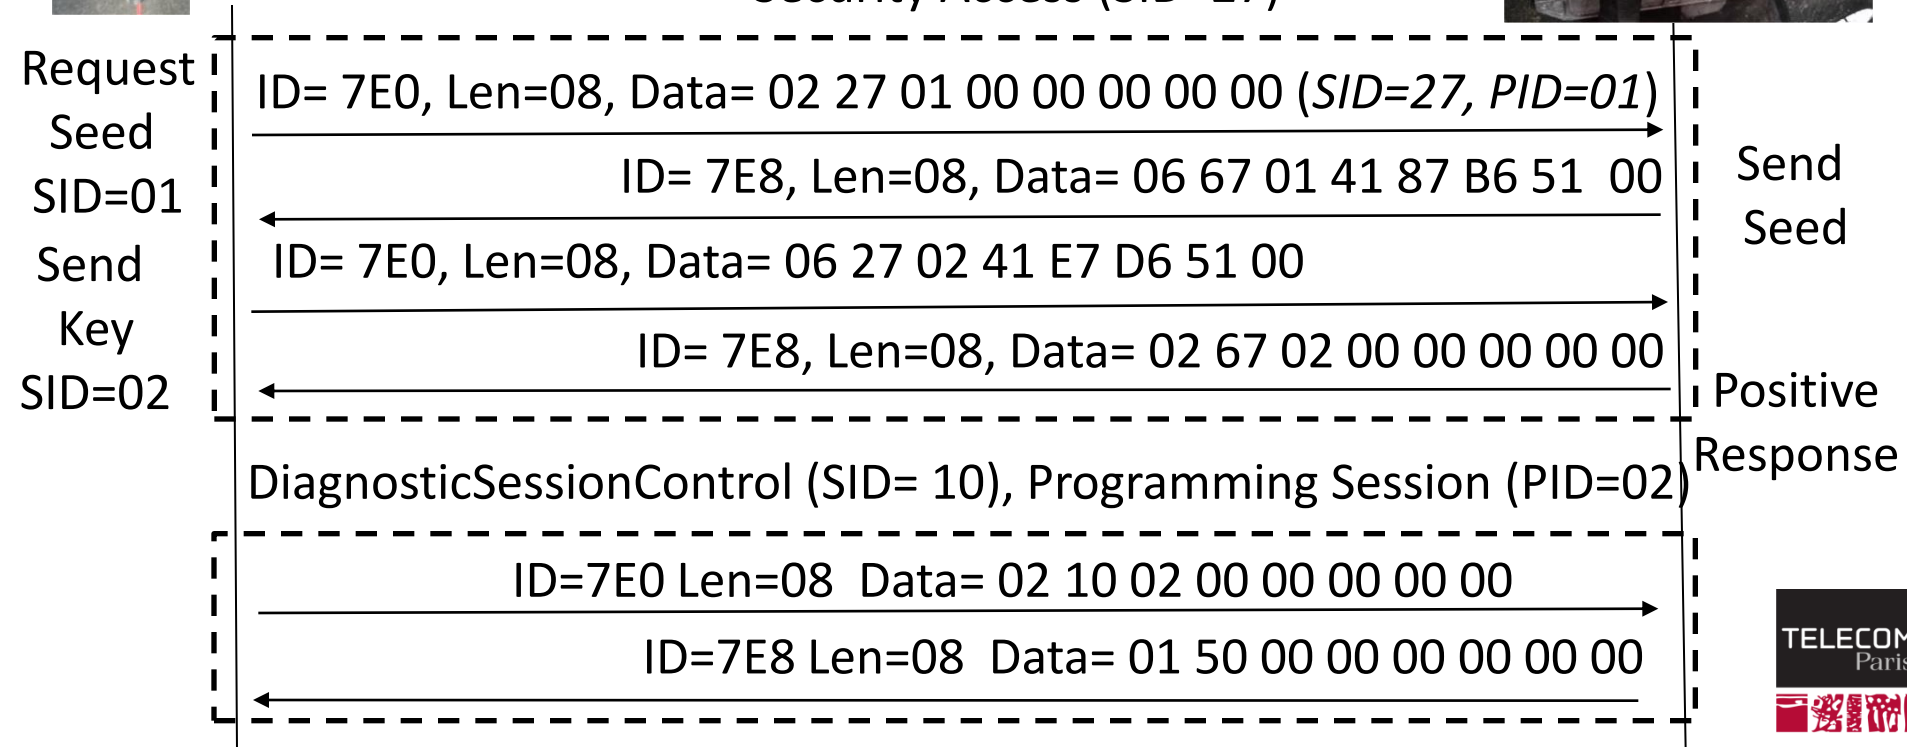 Security Access (SID=27)
Request
Seed
SID=01
ID= 7E0, Len=08, Data= 02 27 01 00 00 00 00 00 (SID=27, PID=01)
ID= 7E8, Len=08, Data= 06 67 01 41 87 B6 51  00
Send
Seed
Send
Key
SID=02
ID= 7E0, Len=08, Data= 06 27 02 41 E7 D6 51 00
ID= 7E8, Len=08, Data= 02 67 02 00 00 00 00 00
Positive
Response
DiagnosticSessionControl (SID= 10), Programming Session (PID=02)
ID=7E0 Len=08  Data= 02 10 02 00 00 00 00 00
ID=7E8 Len=08  Data= 01 50 00 00 00 00 00 00
TELECOM
Paris